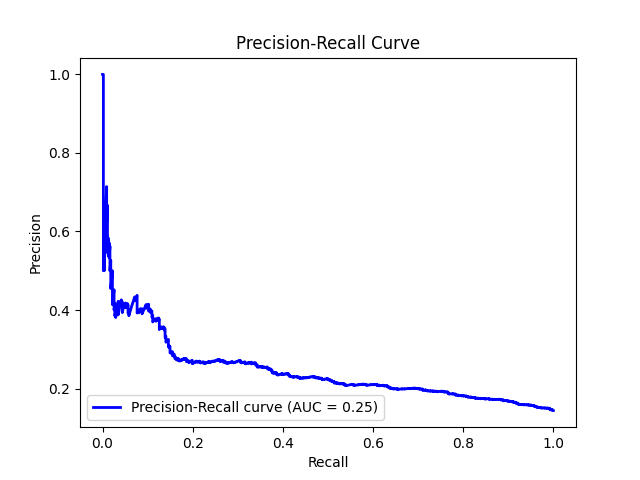 Precision-Recall Curve
1.0
0.8
0.6
0.4
0.2
Precision
Precision-Recall curve (AUC = 0.25)
0.0 0.2 0.4 0.6 0.8 1.0
Recall